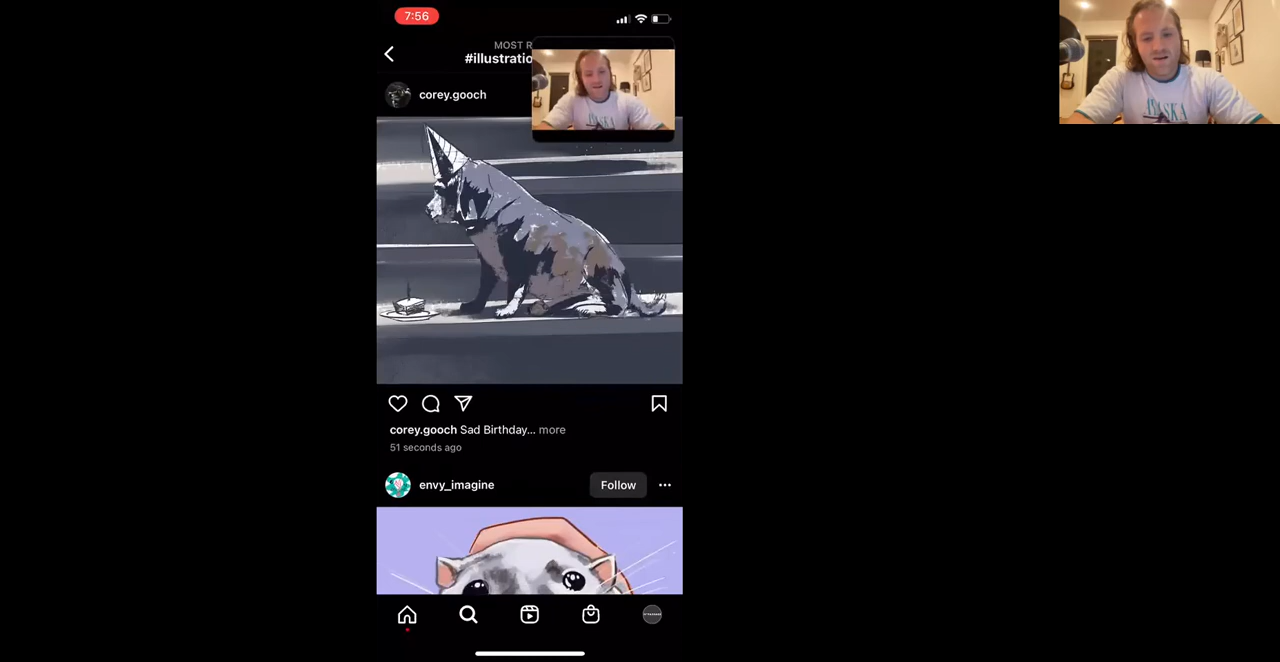 7:56
MOST R
#illustratio
corey.gooch
corey.gooch Sad Birthday... more
51 seconds ago
envy_imagine
Follow